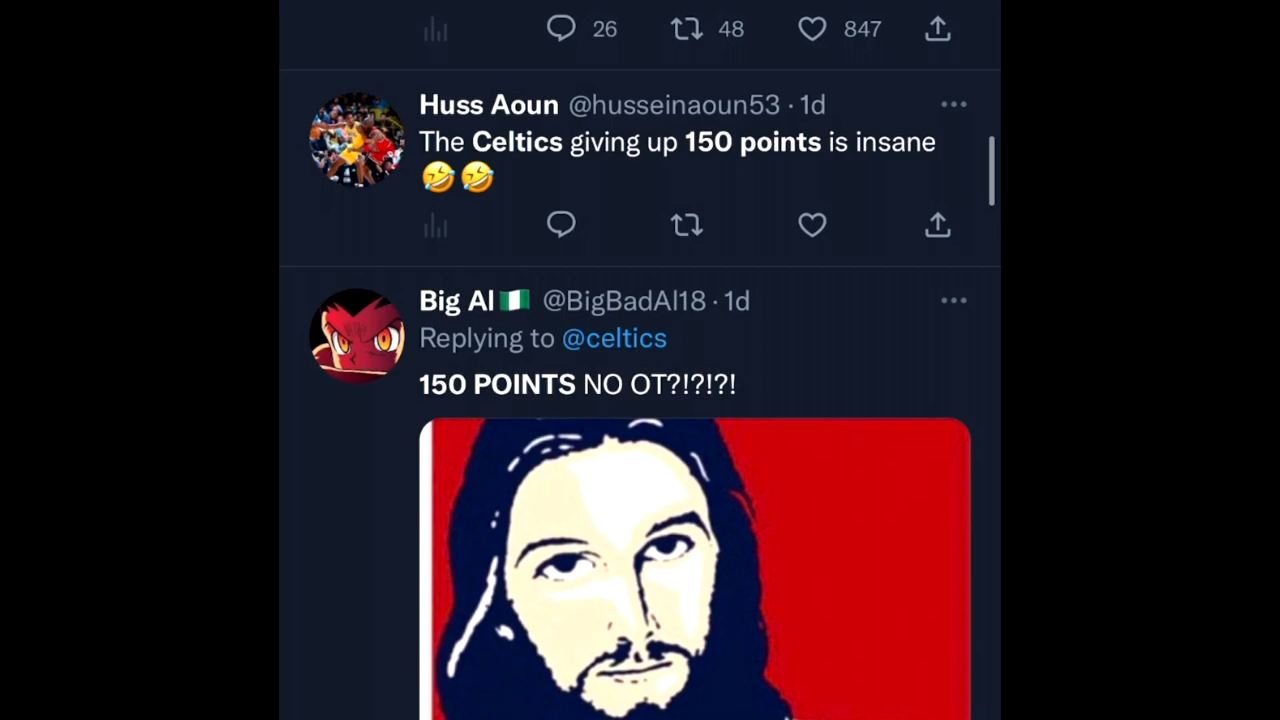 26 48 847
Huss Aoun @husseinaoun53 · 1d
The Celtics giving up 150 points is insane
🤣🤣
Big Al🇳🇬 @BigBadAl18 · 1d
Replying to @celtics
150 POINTS NO OT?!?!?!